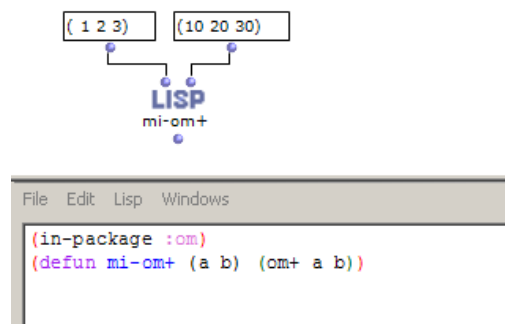 ( 1 2 3) (10 20 30)
LISP
mi-om+
File Edit Lisp Windows
(in-package :om)
(defun mi-om+ (a b) (om+ a b))